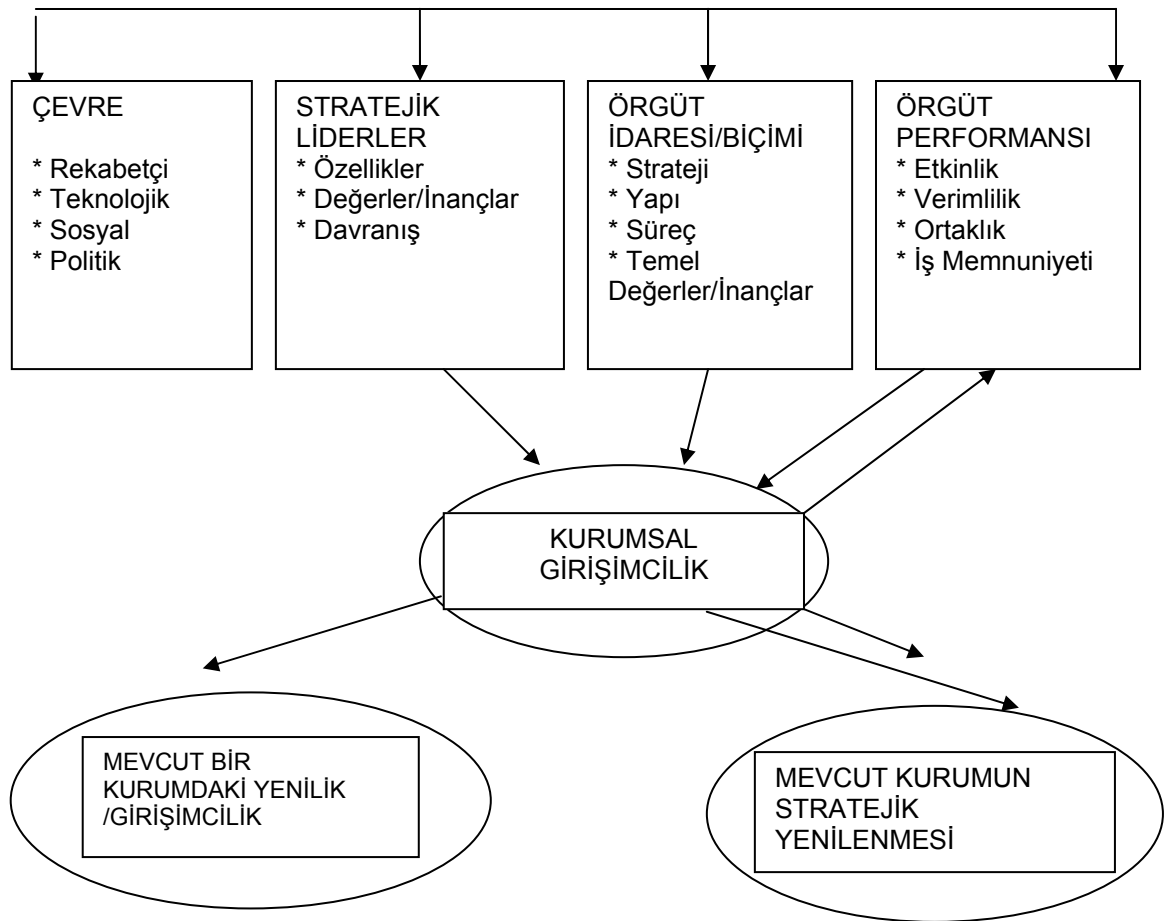 ÇEVRE
* Rekabetçi
* Teknolojik
* Sosyal
* Politik
STRATEJİK
LİDERLER
* Özellikler
* Değerler/İnançlar
* Davranış
ÖRGÜT
İDARESİ/BİÇİMİ
* Strateji
* Yapı
* Süreç
* Temel
Değerler/İnançlar
ÖRGÜT
PERFORMANSI
* Etkinlik
* Verimlilik
* Ortaklık
* İş Memnuniyeti
KURUMSAL
GİRİŞİMCİLİK
MEVCUT BİR
KURUMDAKİ YENİLİK
/GİRİŞİMCİLİK
MEVCUT KURUMUN
STRATEJİK
YENİLENMESİ